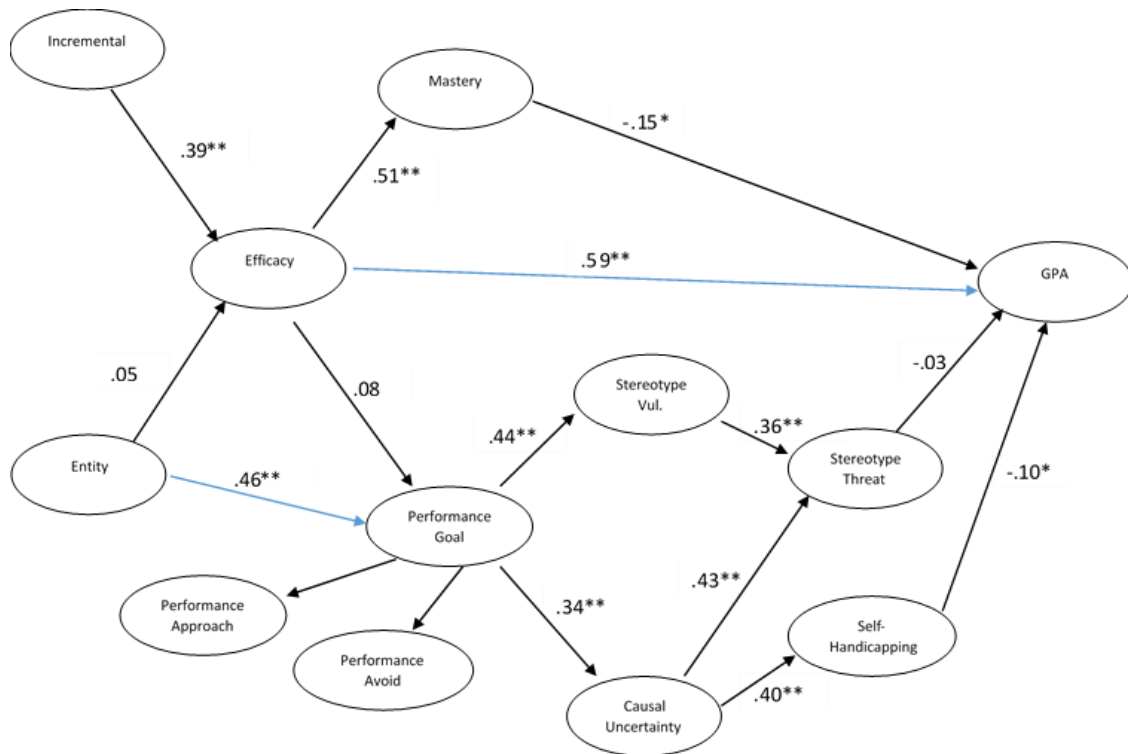 Incremental
Mastery
-.15*
.39**
.51**
Efficacy
.59**
GPA
.05
.08
-.03
Stereotype
Vul.
.44**
.36**
Entity
.46**
Stereotype
Threat
-.10*
Performance
Goal
.43**
Performance
Approach
.34**
Self-
Handicapping
Performance
Avoid
.40**
Causal
Uncertainty